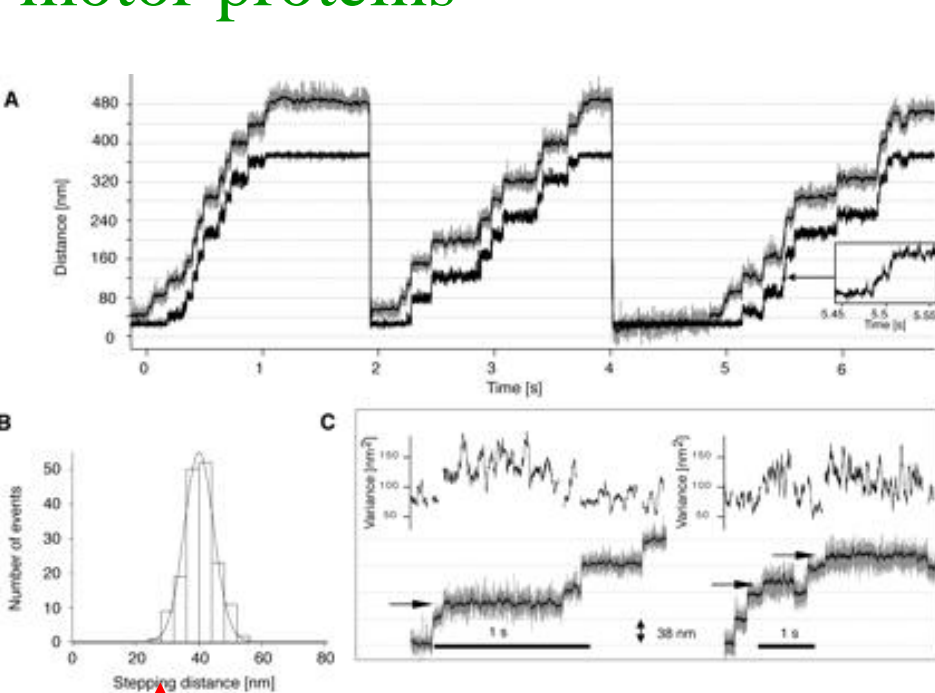 motor proteins
A
Distance [nm]
480
400
320
240
160
80
0
0 1 2 3 4 5 6
Time [s]
5.45 5.5 5.55
Time [s]
B
Number of events
50
40
30
20
10
0
0 20 40 60 80
Stepping distance [nm]
C
Variance [nm²]
150
100
50
Variance [nm²]
150
100
50
1 s
38 nm
1 s